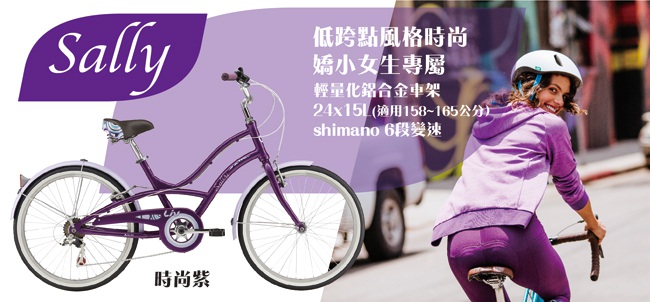 Sally
低跨點風格時尚
嬌小女生專屬
輕量化鋁合金車架
24x15L(適用158~165公分)
shimano 6段變速
時尚紫